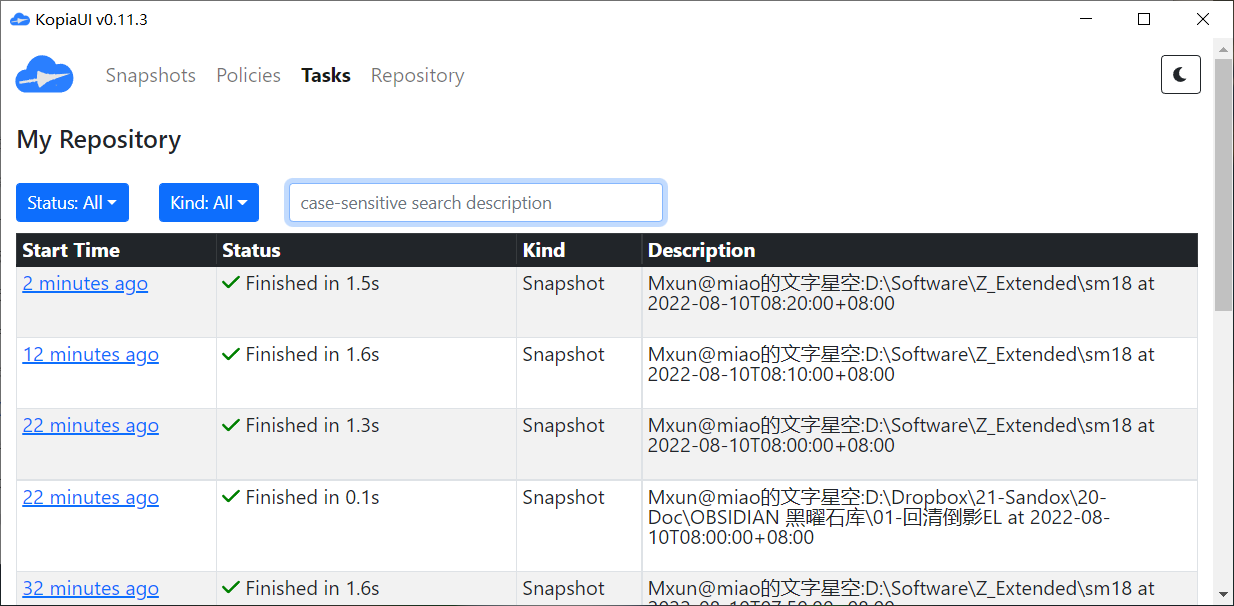 KopiaUI v0.11.3
Snapshots Policies Tasks Repository
My Repository
Status: All Kind: All case-sensitive search description
Start Time Status Kind Description
2 minutes ago Finished in 1.5s Snapshot Mxun@miao的文字星空:D:\Software\Z_Extended\sm18 at
2022-08-10T08:20:00+08:00
12 minutes ago Finished in 1.6s Snapshot Mxun@miao的文字星空:D:\Software\Z_Extended\sm18 at
2022-08-10T08:10:00+08:00
22 minutes ago Finished in 1.3s Snapshot Mxun@miao的文字星空:D:\Software\Z_Extended\sm18 at
2022-08-10T08:00:00+08:00
22 minutes ago Finished in 0.1s Snapshot Mxun@miao的文字星空:D:\Dropbox\21-Sandox\20-
Doc\OBSIDIAN 黑曜石库\01-回清倒影EL at 2022-08-
10T08:00:00+08:00
32 minutes ago Finished in 1.6s Snapshot Mxun@miao的文字星空:D:\Software\Z_Extended\sm18 at